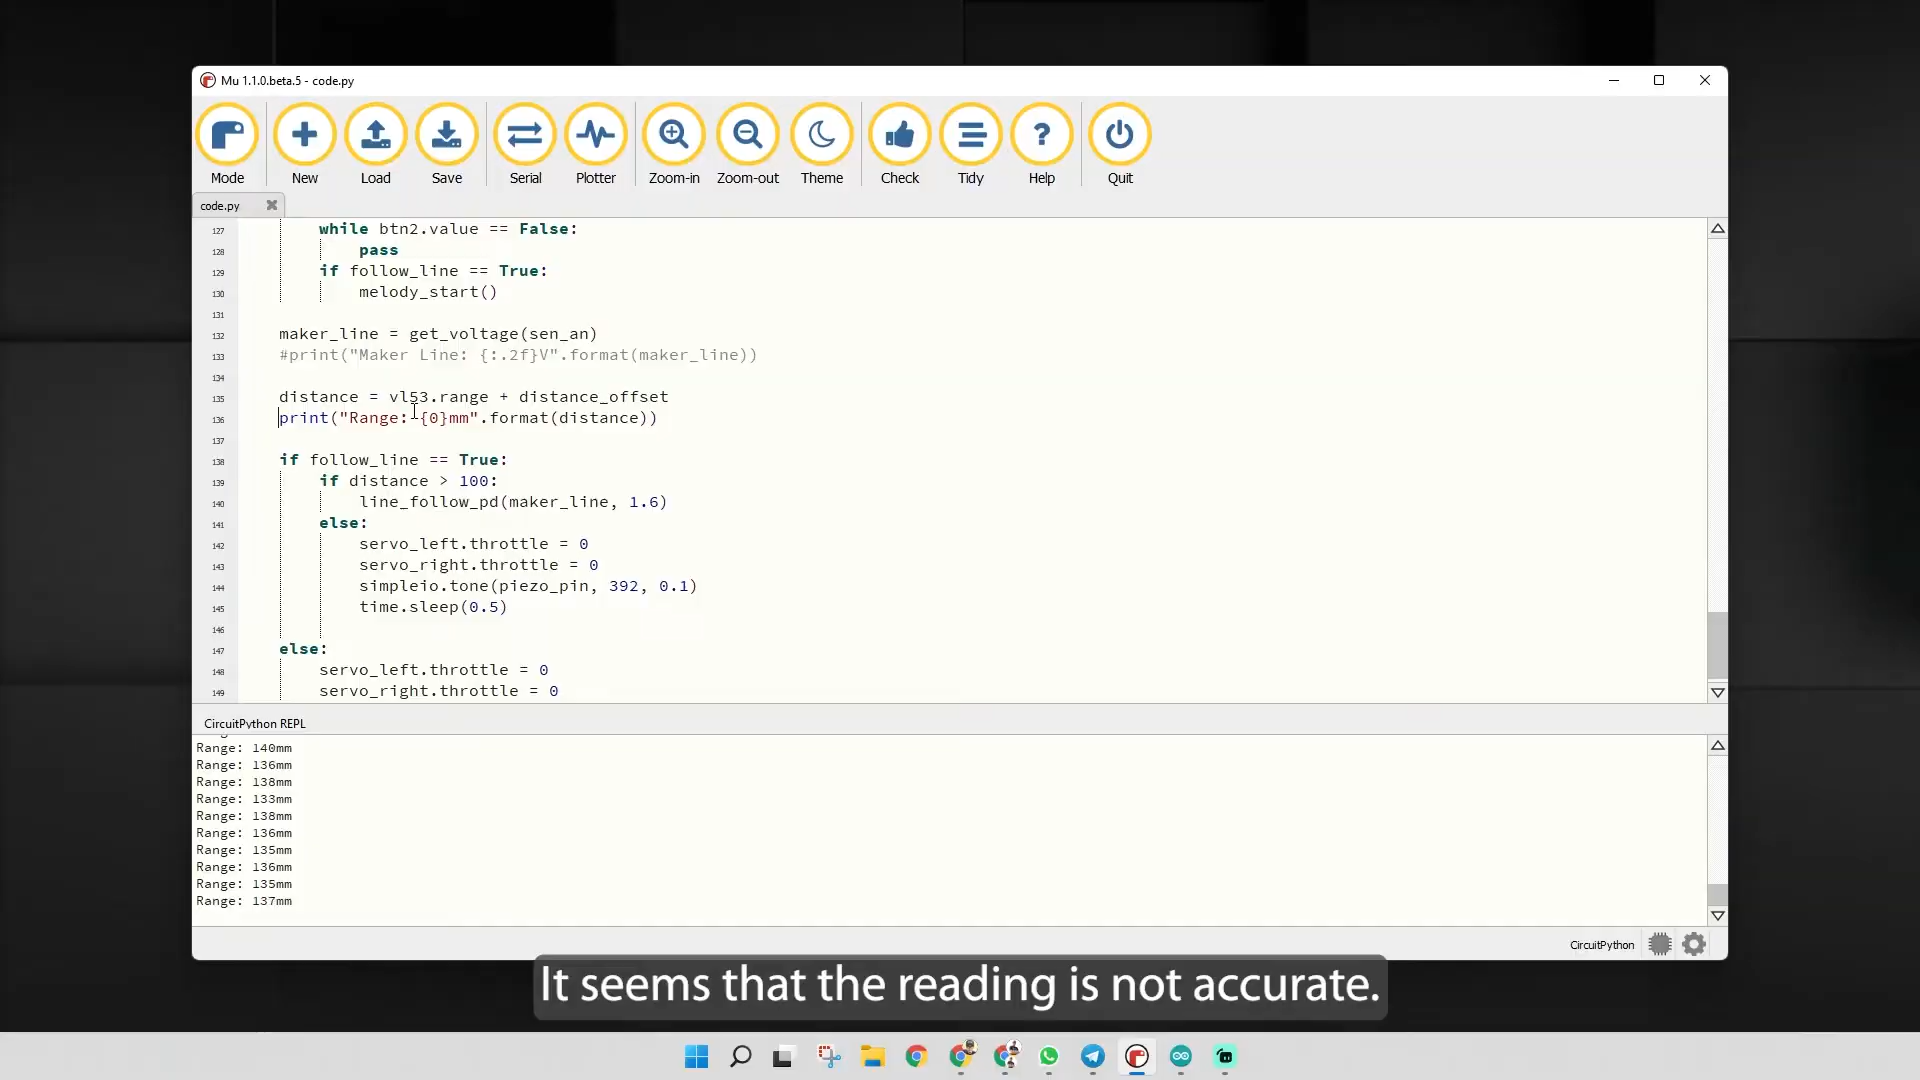 Mu 1.1.0.beta.5 - code.py
Mode
New
Load
Save
Serial
Plotter
Zoom-in
Zoom-out
Theme
Check
Tidy
Help
Quit
code.py
127 while btn2.value == False:
128 pass
129 if follow_line == True:
130 melody_start()
131
132 maker_line = get_voltage(sen_an)
133 #print("Maker Line: {:.2f}V".format(maker_line))
134
135 distance = vl53.range + distance_offset
136 print("Range: {0}mm".format(distance))
137
138 if follow_line == True:
139 if distance > 100:
140 line_follow_pd(maker_line, 1.6)
141 else:
142 servo_left.throttle = 0
143 servo_right.throttle = 0
144 simpleio.tone(piezo_pin, 392, 0.1)
145 time.sleep(0.5)
146
147 else:
148 servo_left.throttle = 0
149 servo_right.throttle = 0
CircuitPython REPL
Range: 140mm
Range: 136mm
Range: 138mm
Range: 133mm
Range: 138mm
Range: 136mm
Range: 135mm
Range: 136mm
Range: 135mm
Range: 137mm
CircuitPython
It seems that the reading is not accurate.